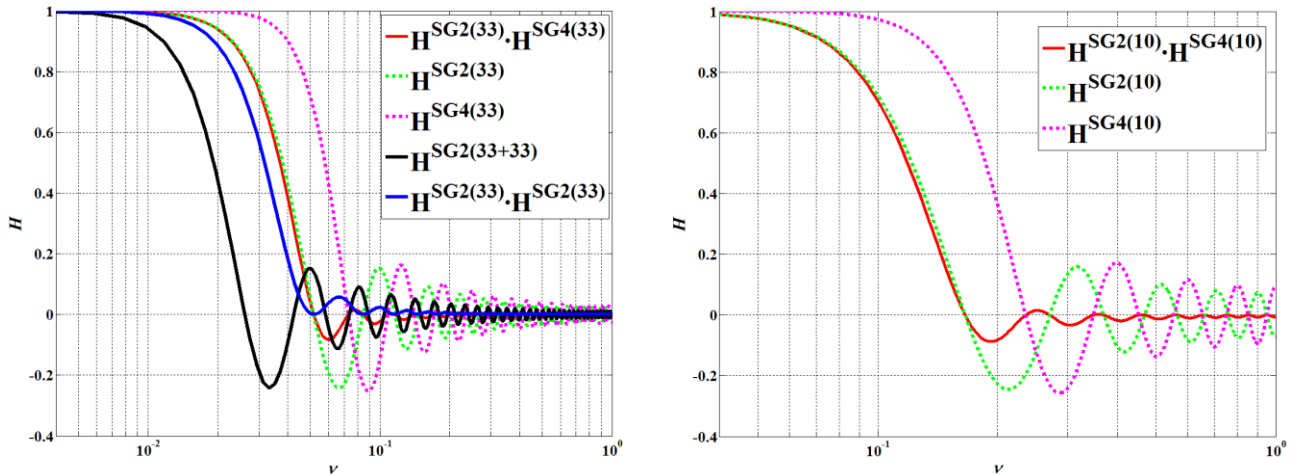 1
0.8
0.6
0.4
0.2
0
-0.2
-0.4
H
10^-2
10^-1
10^0
ν
H^SG2(33)·H^SG4(33)
H^SG2(33)
H^SG4(33)
H^SG2(33+33)
H^SG2(33)·H^SG2(33)
1
0.8
0.6
0.4
0.2
0
-0.2
-0.4
H
10^-1
10^0
ν
H^SG2(10)·H^SG4(10)
H^SG2(10)
H^SG4(10)